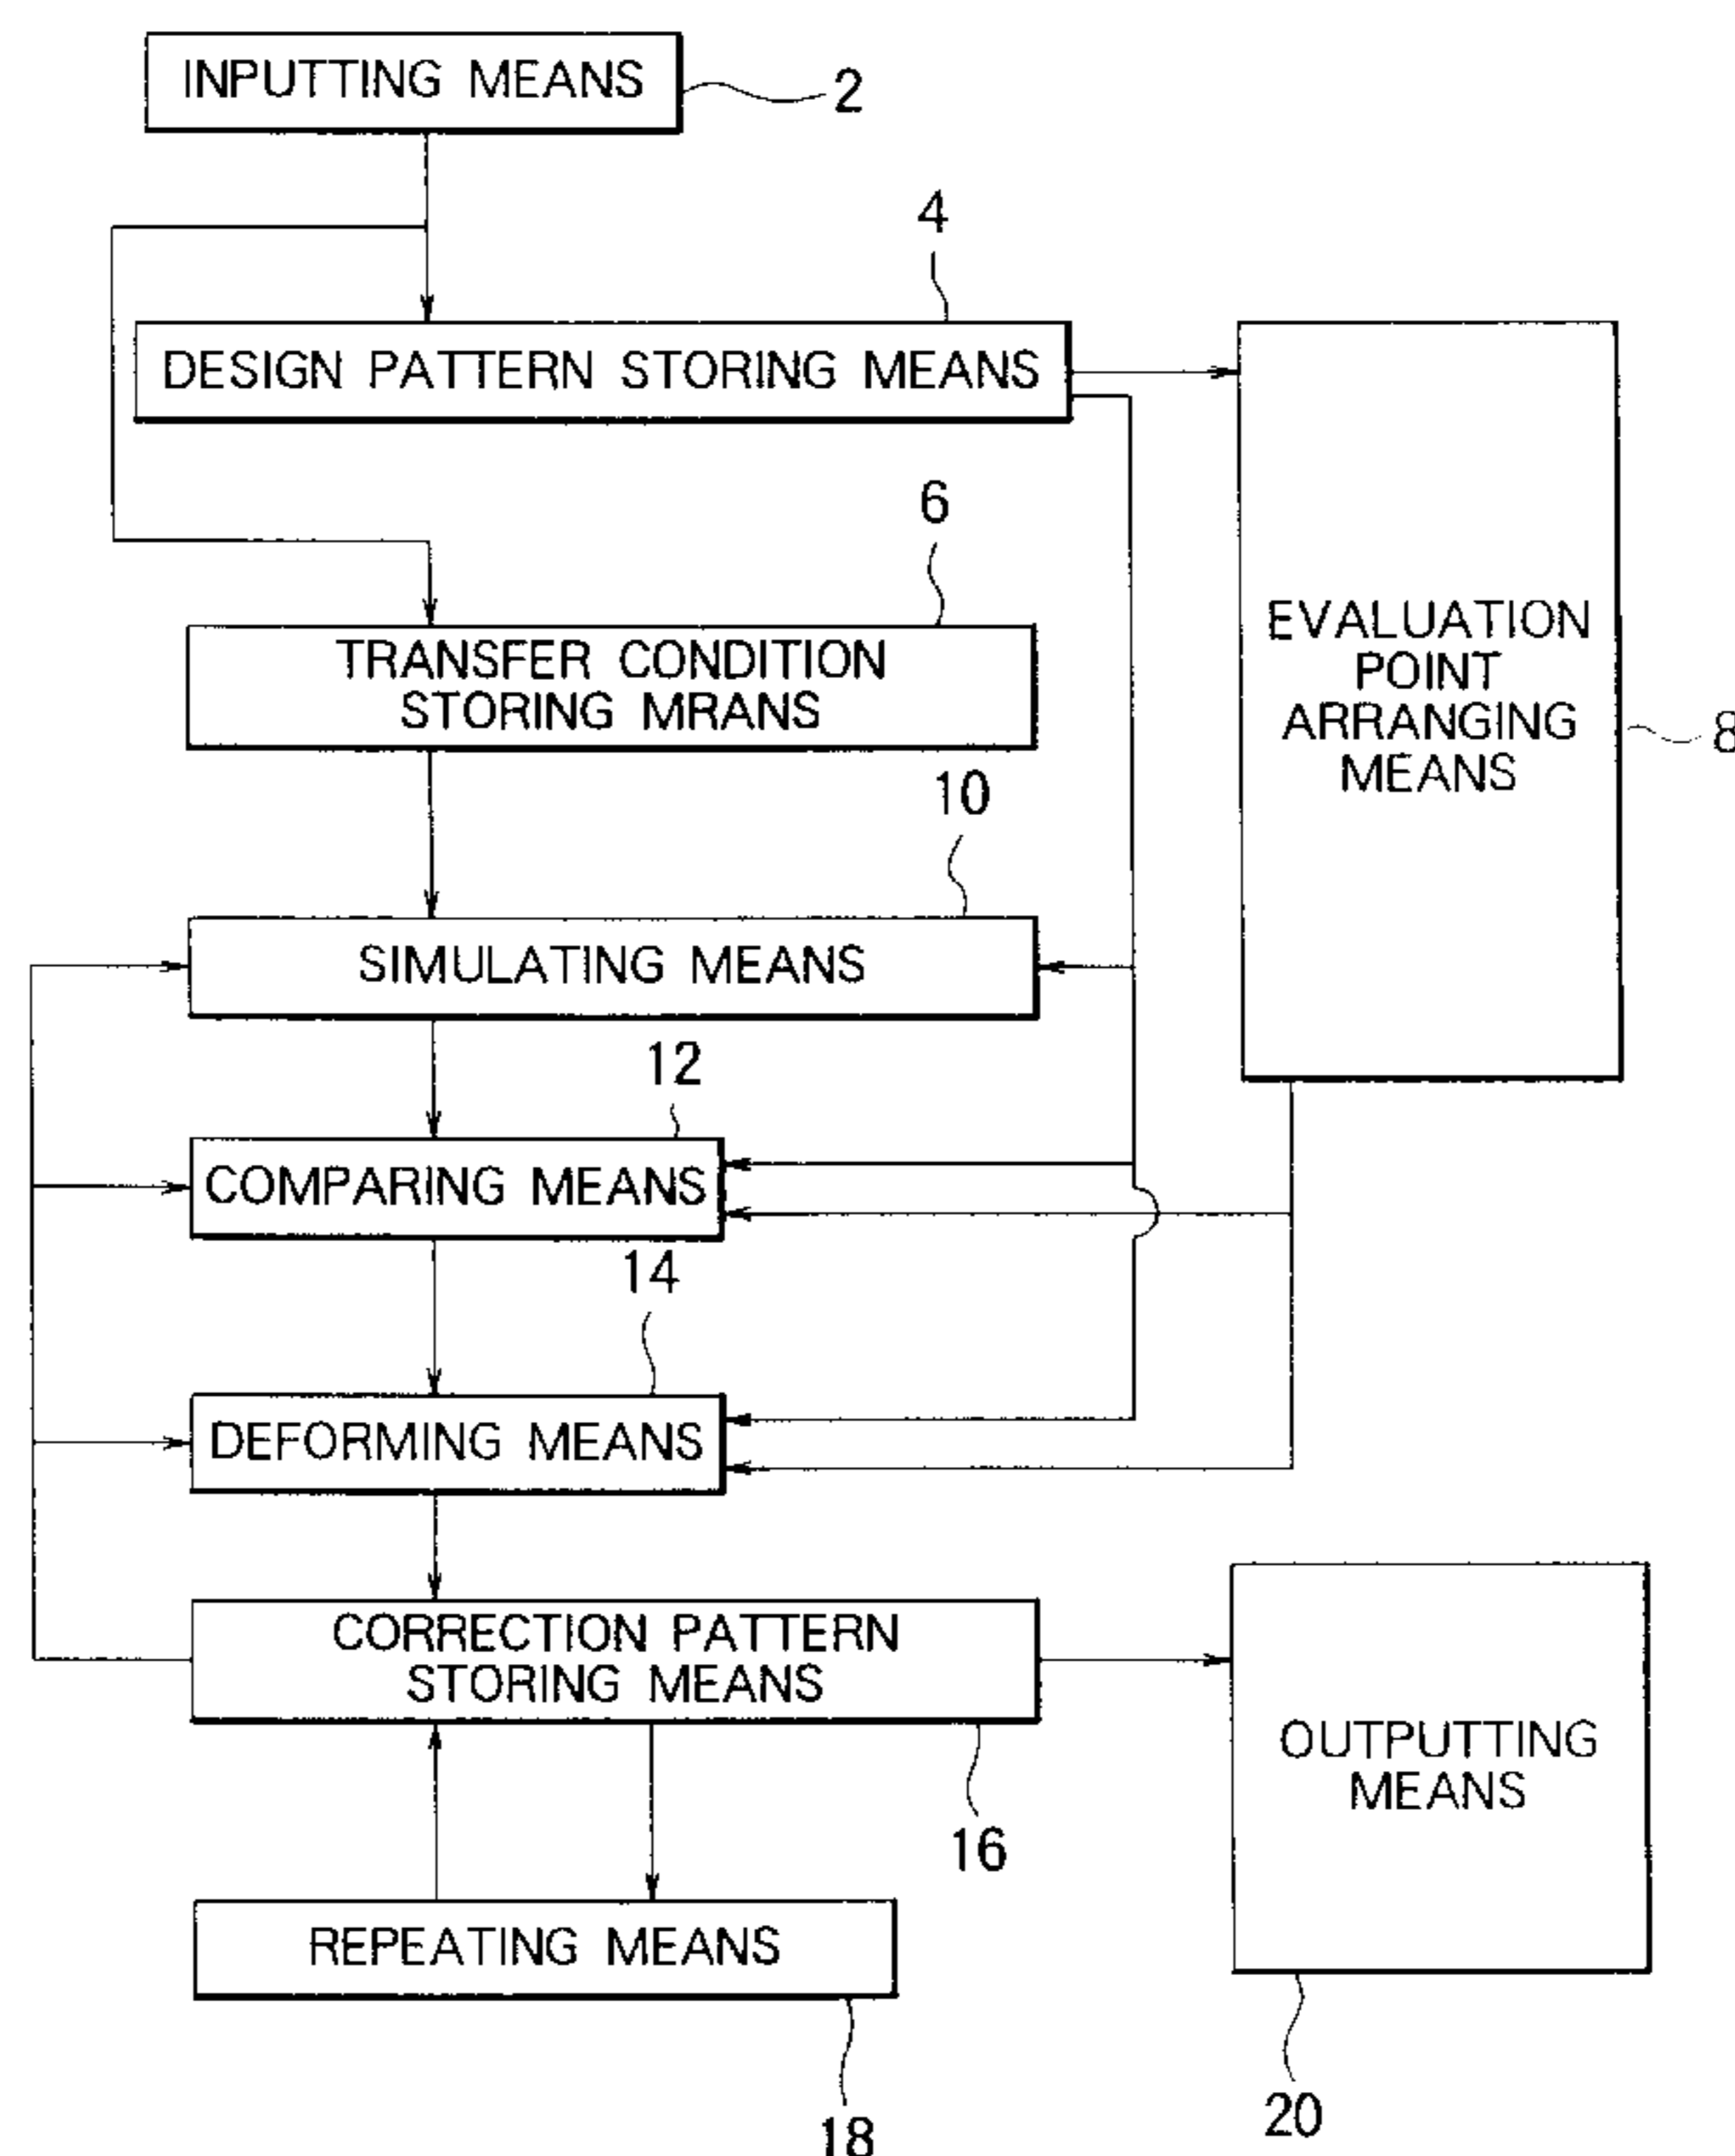 INPUTTING MEANS
2
4
DESIGN PATTERN STORING MEANS
6
TRANSFER CONDITION
STORING MRANS
EVALUATION
POINT
ARRANGING
MEANS
8
10
SIMULATING MEANS
12
COMPARING MEANS
14
DEFORMING MEANS
CORRECTION PATTERN
STORING MEANS
16
OUTPUTTING
MEANS
REPEATING MEANS
18
20